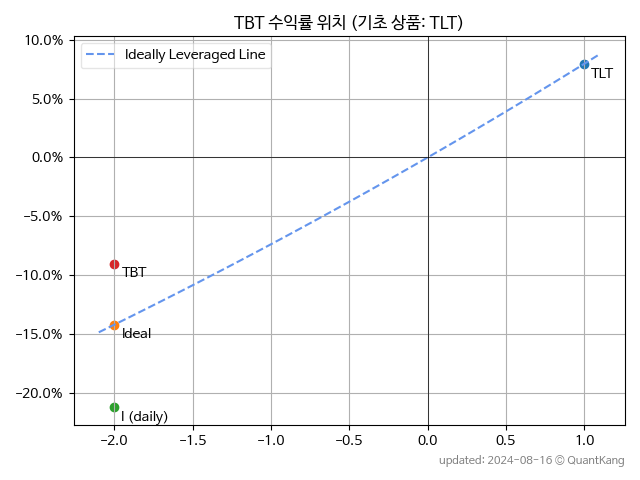 TBT 수익률 위치 (기초 상품: TLT)
Ideally Leveraged Line
10.0%
5.0%
0.0%
−5.0%
−10.0%
−15.0%
−20.0%
TLT
TBT
Ideal
I (daily)
−2.0 −1.5 −1.0 −0.5 0.0 0.5 1.0
updated: 2024-08-16 © QuantKang